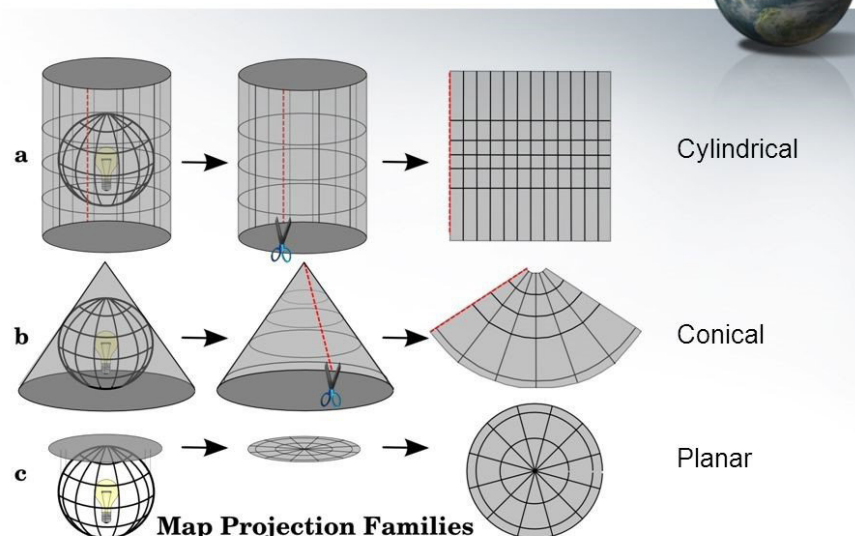 a
Cylindrical
b
Conical
c
Planar
Map Projection Families